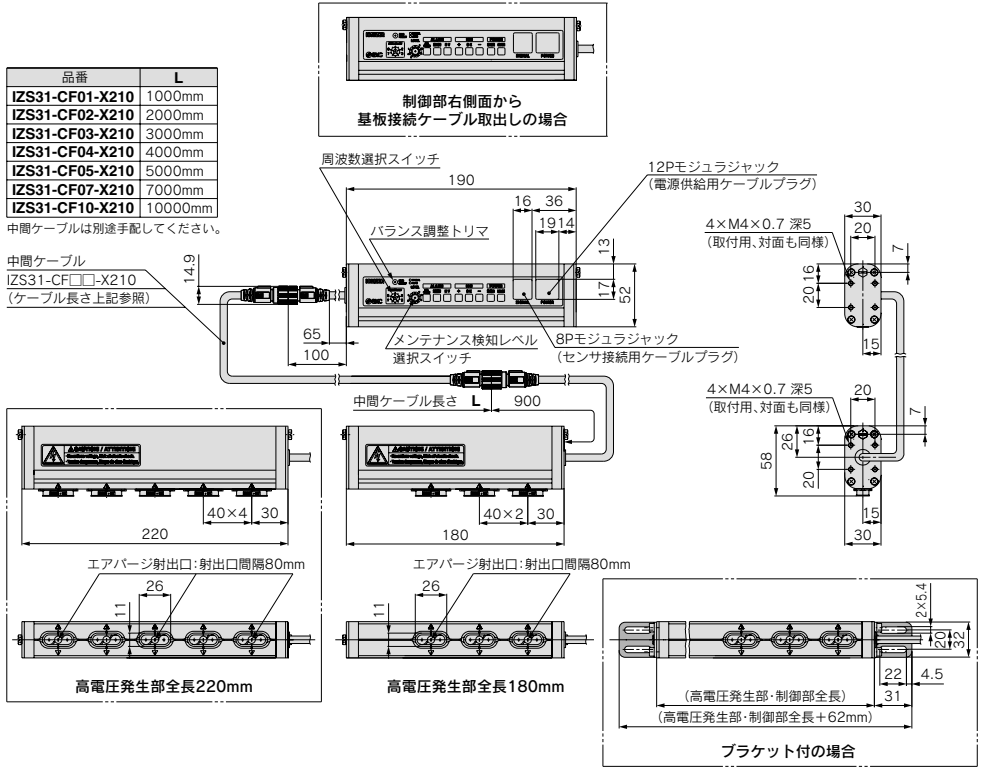 制御部右側面から
基板接続ケーブル取出しの場合
品番 L
IZS31-CF01-X210 1000mm
IZS31-CF02-X210 2000mm
IZS31-CF03-X210 3000mm
IZS31-CF04-X210 4000mm
IZS31-CF05-X210 5000mm
IZS31-CF07-X210 7000mm
IZS31-CF10-X210 10000mm
中間ケーブルは別途手配してください。
周波数選択スイッチ
190
12Pモジュラジャック
(電源供給用ケーブルプラグ)
16 36
19 14
バランス調整トリマ
13
17
52
中間ケーブル
IZS31-CF□□-X210
(ケーブル長さ上記参照)
14.9
65
100
メンテナンス検知レベル
選択スイッチ
8Pモジュラジャック
(センサ接続用ケーブルプラグ)
30
20
4×M4×0.7 深5
(取付用、対面も同様)
7
16
20
15
中間ケーブル長さ L
900
4×M4×0.7 深5
(取付用、対面も同様)
20
7
58
26
16
20
15
30
CAUTION / ATTENTION
40×4 30
220
CAUTION / ATTENTION
40×2 30
180
エアパージ射出口:射出口間隔80mm
26
11
高電圧発生部全長220mm
エアパージ射出口:射出口間隔80mm
26
11
高電圧発生部全長180mm
2×5.4
20
32
22 4.5
(高電圧発生部・制御部全長) 31
(高電圧発生部・制御部全長+62mm)
ブラケット付の場合